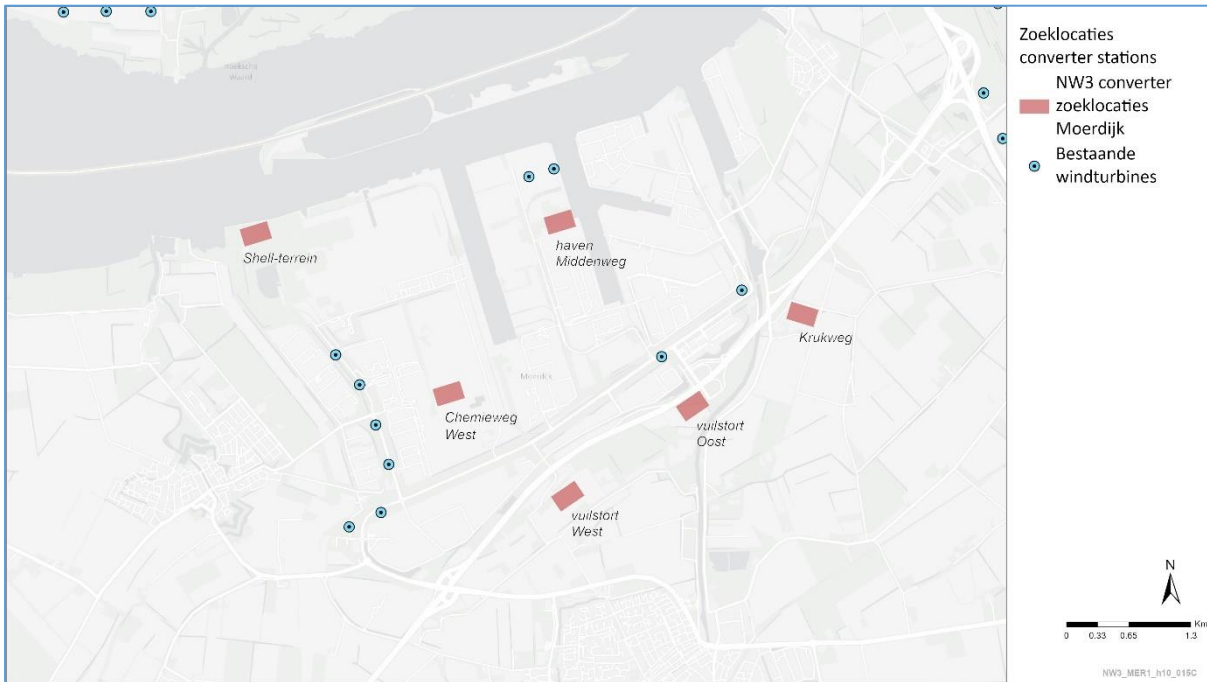 Zoeklocaties
converter stations
NW3 converter
zoeklocaties
Moerdijk
Bestaande
windturbines
Shell-terrein
haven
Middenweg
Krukweg
Chemieweg
West
Moerdijk
vuilstort
Oost
vuilstort
West
N
Km
0 0.33 0.65 1.3
NW3_MER1_h10_015C